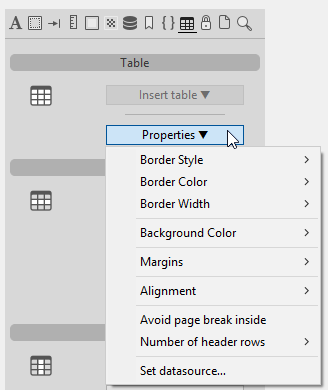 A
Table
Insert table ▼
Properties ▼
Border Style
Border Color
Border Width
Background Color
Margins
Alignment
Avoid page break inside
Number of header rows
Set datasource...